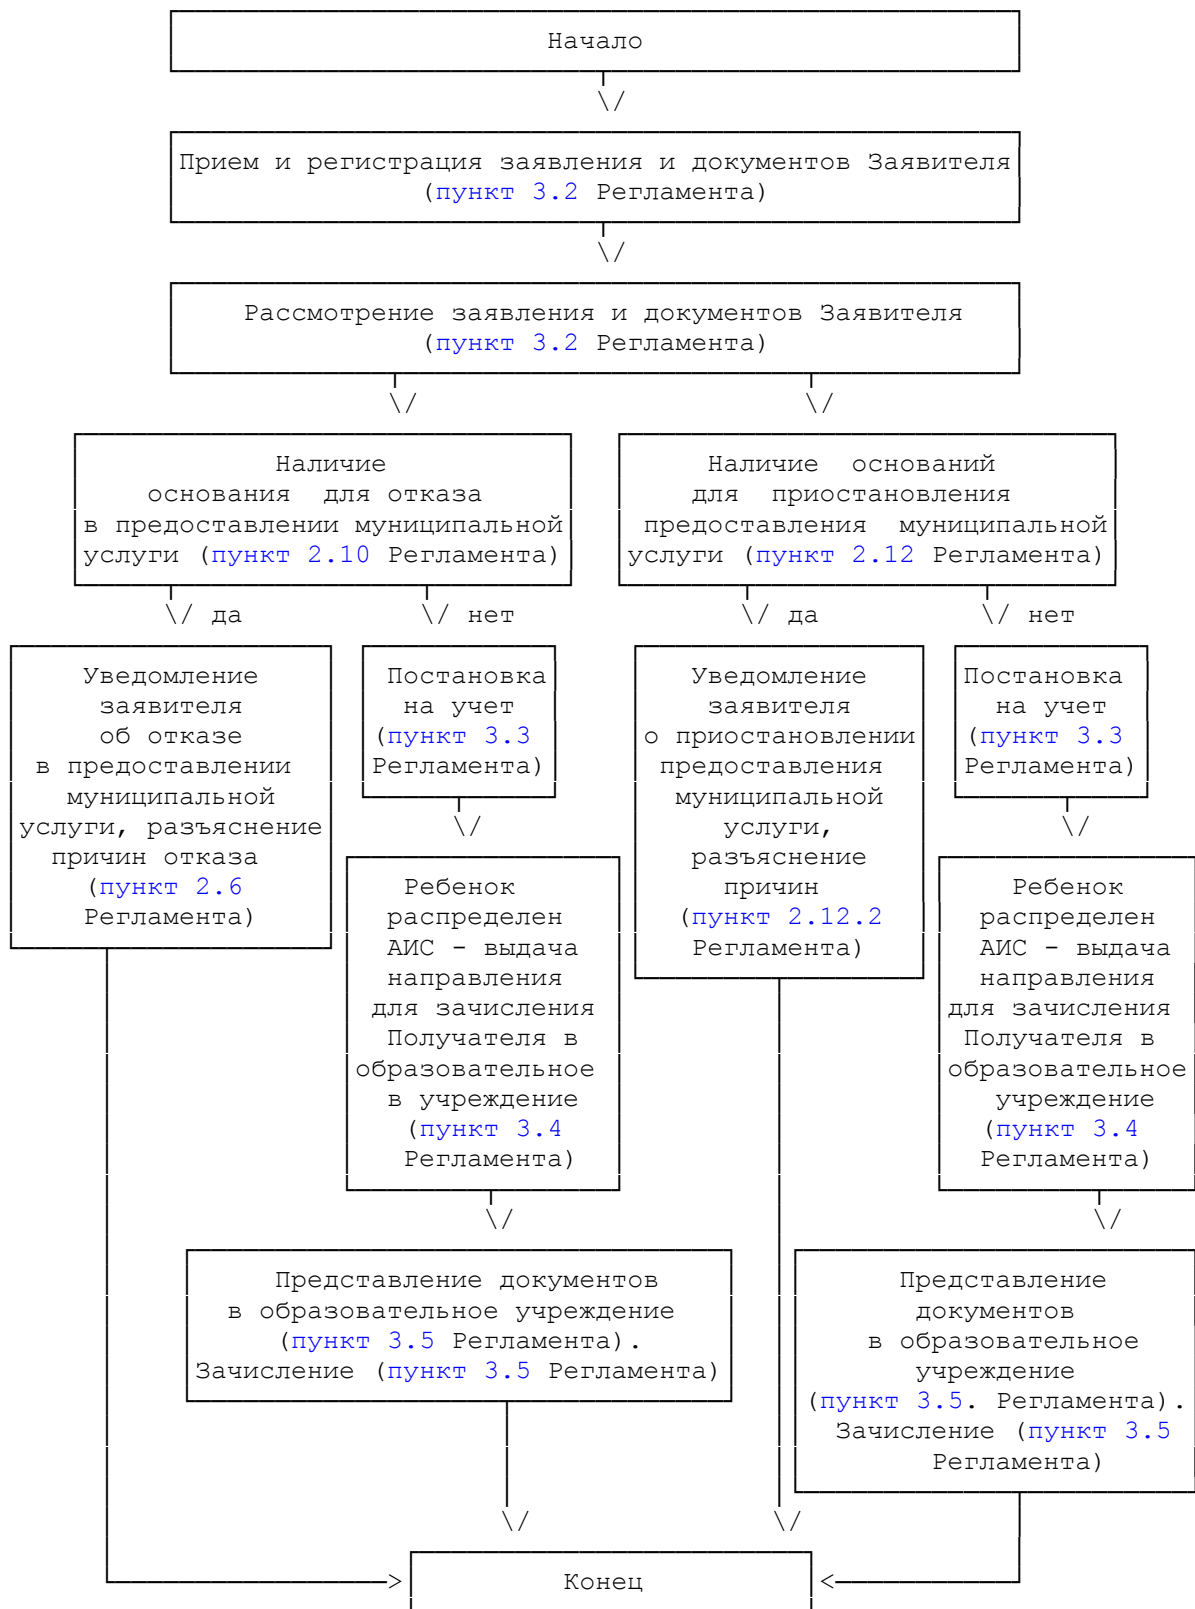 Начало
\/
Прием и регистрация заявления и документов Заявителя
(пункт 3.2 Регламента)
\/
Рассмотрение заявления и документов Заявителя
(пункт 3.2 Регламента)
\/
\/
Наличие
основания для отказа
в предоставлении муниципальной
услуги (пункт 2.10 Регламента)
Наличие оснований
для приостановления
предоставления муниципальной
услуги (пункт 2.12 Регламента)
\/ да
\/ нет
\/ да
\/ нет
Уведомление
заявителя
об отказе
в предоставлении
муниципальной
услуги, разъяснение
причин отказа
(пункт 2.6
Регламента)
Постановка
на учет
(пункт 3.3
Регламента)
\/
Ребенок
распределен
АИС - выдача
направления
для зачисления
Получателя в
образовательное
в учреждение
(пункт 3.4
Регламента)
\/
Уведомление
заявителя
о приостановлении
предоставления
муниципальной
услуги,
разъяснение
причин
(пункт 2.12.2
Регламента)
Постановка
на учет
(пункт 3.3
Регламента)
\/
Ребенок
распределен
АИС - выдача
направления
для зачисления
Получателя в
образовательное
учреждение
(пункт 3.4
Регламента)
\/
Представление документов
в образовательное учреждение
(пункт 3.5 Регламента).
Зачисление (пункт 3.5 Регламента)
Представление
документов
в образовательное
учреждение
(пункт 3.5. Регламента).
Зачисление (пункт 3.5
Регламента)
\/
\/
> Конец <